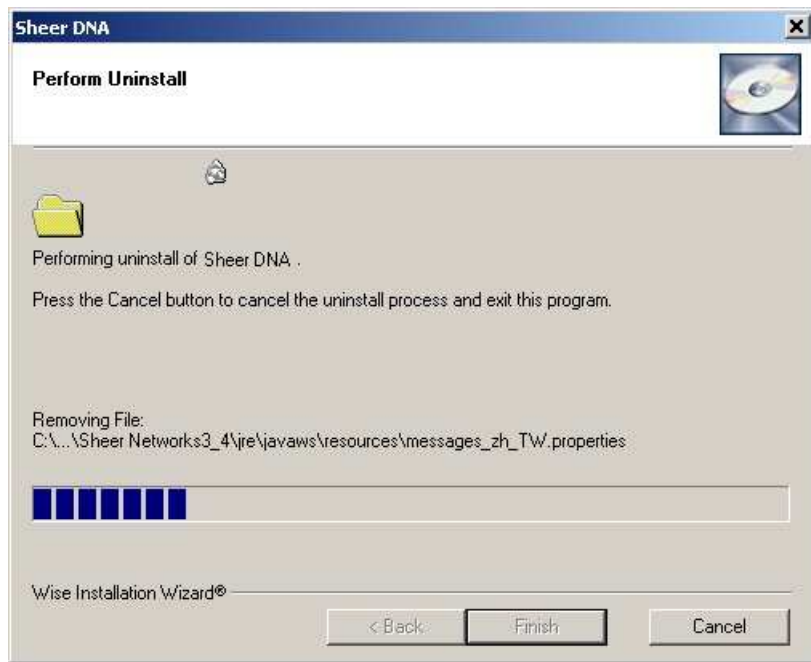 Sheer DNA
Perform Uninstall
Performing uninstall of Sheer DNA .
Press the Cancel button to cancel the uninstall process and exit this program.
Removing File:
C:\...\Sheer Networks3_4\jre\javaws\resources\messages_zh_TW.properties
Wise Installation Wizard®
< Back
Finish
Cancel